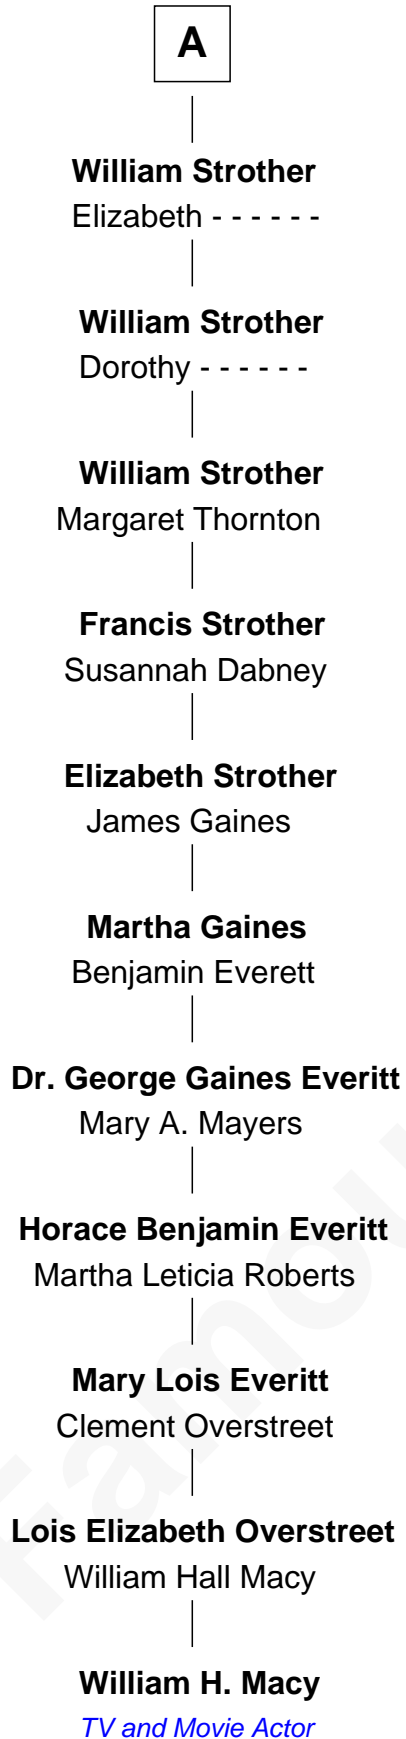 A
William Strother
Elizabeth - - - - - -
William Strother
Dorothy - - - - - -
William Strother
Margaret Thornton
Francis Strother
Susannah Dabney
Elizabeth Strother
James Gaines
Martha Gaines
Benjamin Everett
Dr. George Gaines Everitt
Mary A. Mayers
Horace Benjamin Everitt
Martha Leticia Roberts
Mary Lois Everitt
Clement Overstreet
Lois Elizabeth Overstreet
William Hall Macy
William H. Macy
TV and Movie Actor